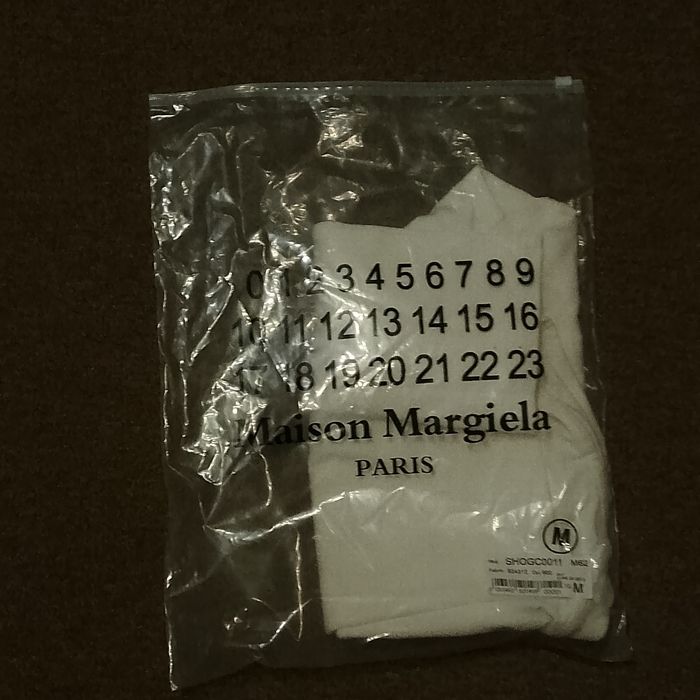 0 1 2 3 4 5 6 7 8 9
10 11 12 13 14 15 16
17 18 19 20 21 22 23
Maison Margiela
PARIS
M
SHOGC0011 M62
M